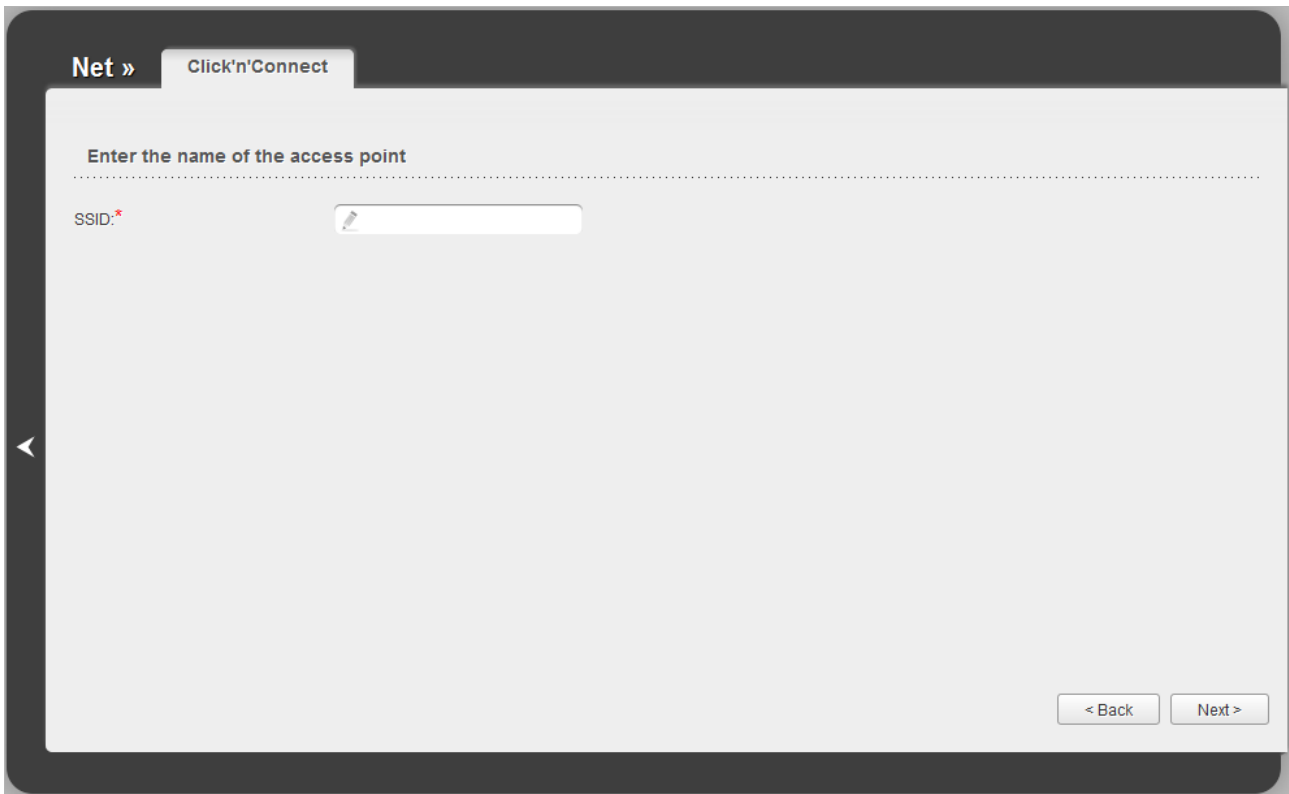 Net »
Click'n'Connect
Enter the name of the access point
SSID:*
< Back
Next >